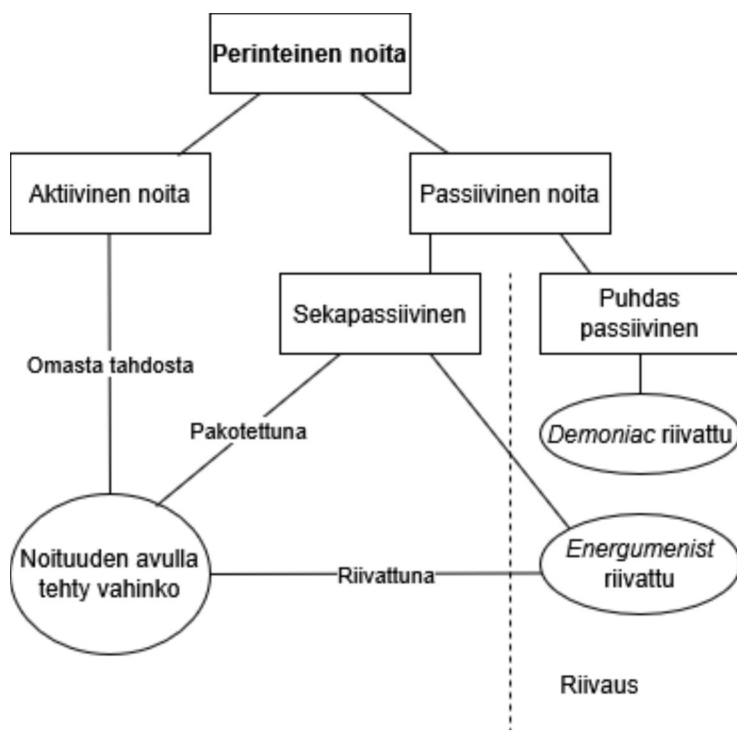 Perinteinen noita
Aktiivinen noita
Passiivinen noita
Sekapassiivinen
Puhdas
passiivinen
Omasta tahdosta
Pakotettuna
Demoniac riivattu
Noituuden avulla
tehty vahinko
Riivattuna
Energumenist
riivattu
Riivaus